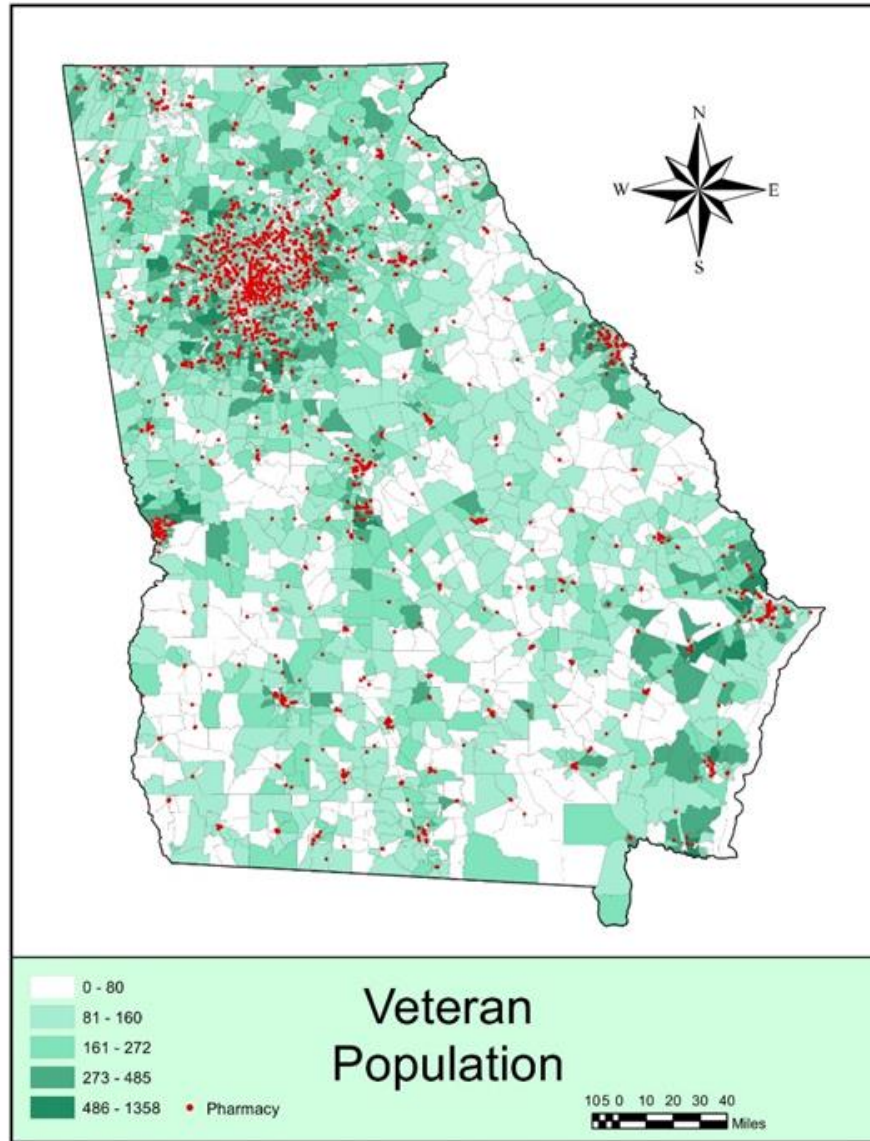 N
W E
S
0 - 80
81 - 160
161 - 272
273 - 485
486 - 1358
Pharmacy
Veteran
Population
105 0 10 20 30 40
Miles